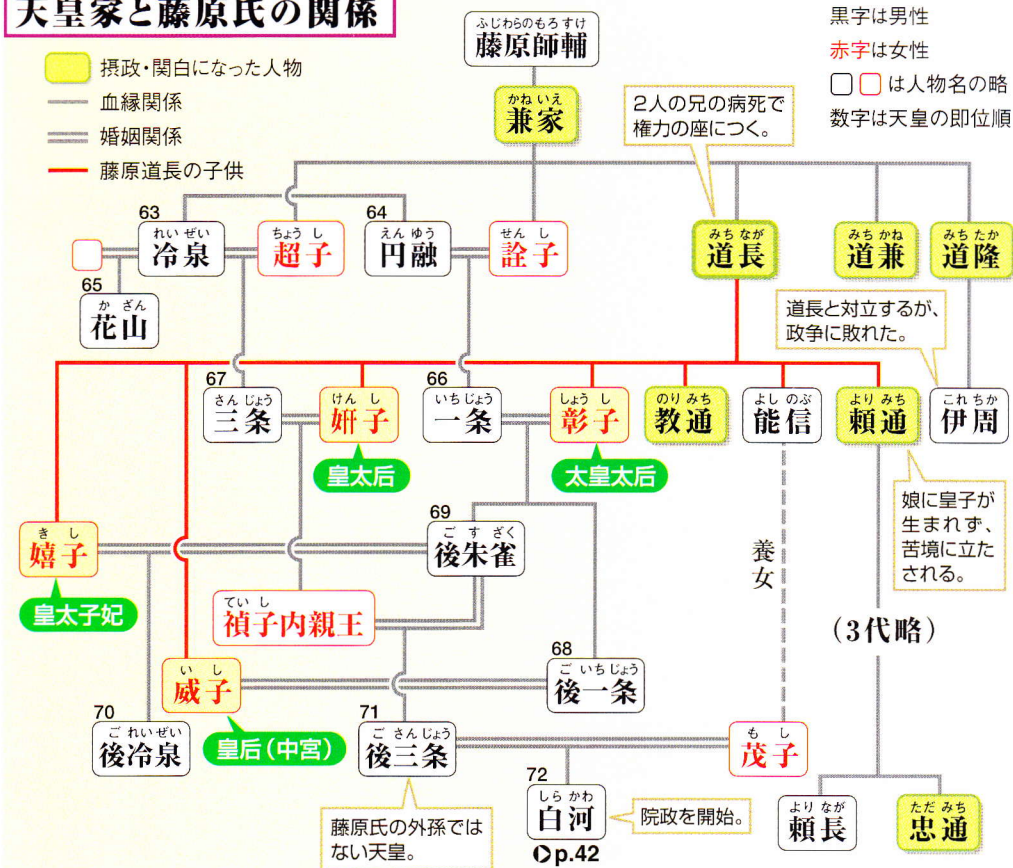 天皇家と藤原氏の関係
摂政・関白になった人物
血縁関係
婚姻関係
藤原道長の子供
黒字は男性
赤字は女性
は人物名の略
数字は天皇の即位順
ふじわらのもろすけ
藤原師輔
かねいえ
兼家
2人の兄の病死で
権力の座につく。
63
れいぜい
冷泉
ちょうし
超子
64
えんゆう
円融
せんし
詮子
みちなが
道長
みちかね
道兼
みちたか
道隆
65
かざん
花山
道長と対立するが、
政争に敗れた。
67
さんじょう
三条
けんし
姸子
皇太后
66
いちじょう
一条
しょうし
彰子
太皇太后
のりみち
教通
よしのぶ
能信
よりみち
頼通
これちか
伊周
娘に皇子が
生まれず、
苦境に立た
される。
きし
嬉子
皇太子妃
69
ごすざく
後朱雀
養女
ていし
禎子内親王
(3代略)
いし
威子
皇后(中宮)
68
ごいちじょう
後一条
70
ごれいぜい
後冷泉
71
ごさんじょう
後三条
もし
茂子
藤原氏の外孫では
ない天皇。
72
しらかわ
白河
p.42
院政を開始。
よりなが
頼長
ただみち
忠通